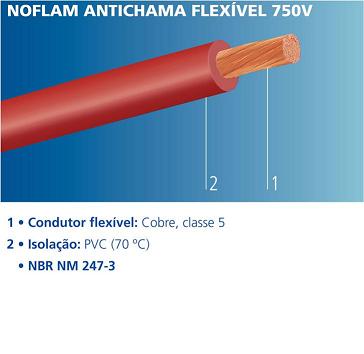 NOFLAM ANTICHAMA FLEXÍVEL 750V
2 1
1 • Condutor flexível: Cobre, classe 5
2 • Isolação: PVC (70 ºC)
• NBR NM 247-3